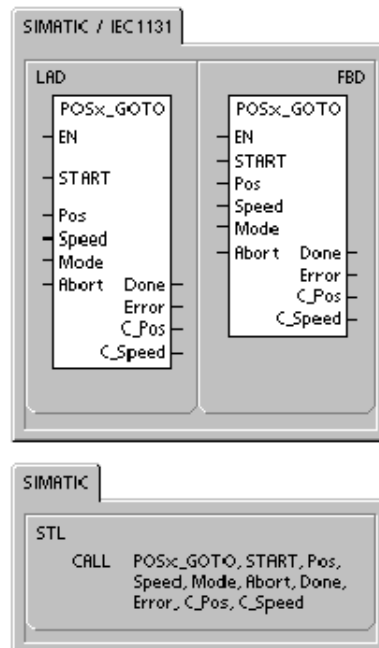 SIMATIC / IEC 1131
LAD
POSx_GOTO
EN
START
Pos
Speed
Mode
Abort Done
Error
C_Pos
C_Speed
FBD
POSx_GOTO
EN
START
Pos
Speed
Mode
Abort Done
Error
C_Pos
C_Speed
SIMATIC
STL
CALL POSx_GOTO, START, Pos,
Speed, Mode, Abort, Done,
Error, C_Pos, C_Speed